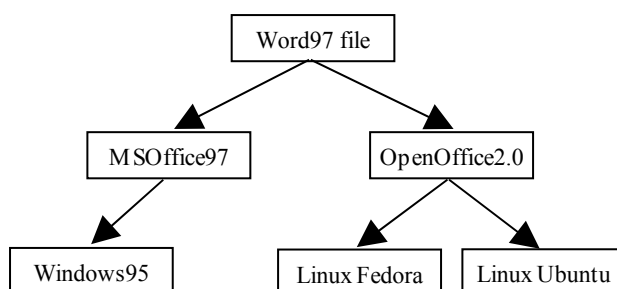 Word97 file
MSOffice97
OpenOffice2.0
Windows95
Linux Fedora
Linux Ubuntu